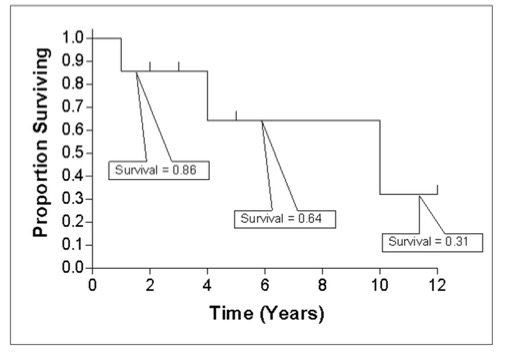 Proportion Surviving
1.0
0.9
0.8
0.7
0.6
0.5
0.4
0.3
0.2
0.1
0.0
Survival = 0.86
Survival = 0.64
Survival = 0.31
0 2 4 6 8 10 12
Time (Years)